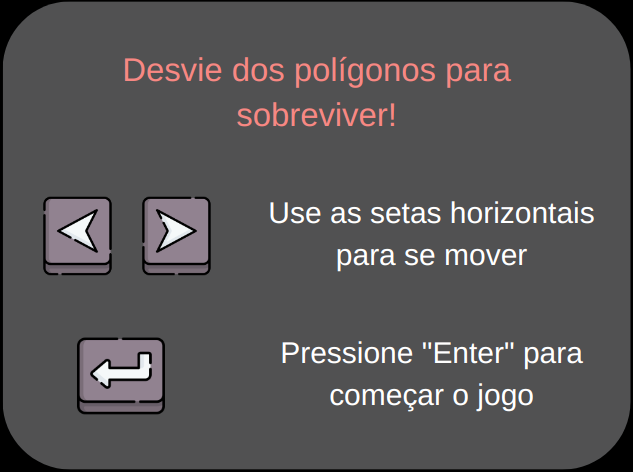 Desvie dos polígonos para
sobreviver!
Use as setas horizontais
para se mover
Pressione "Enter" para
começar o jogo